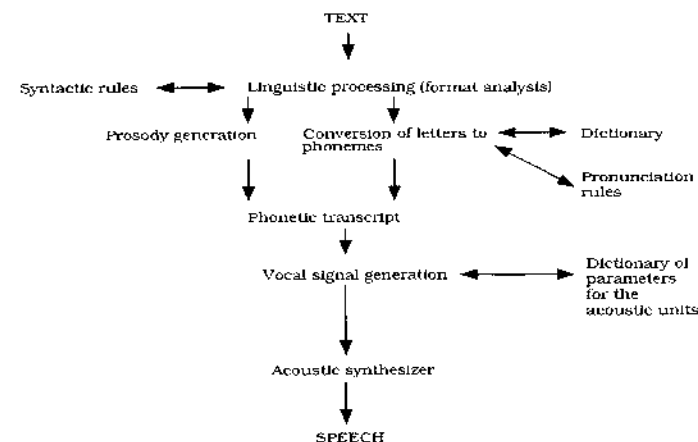 TEXT
Syntactic rules
Linguistic processing (format analysis)
Prosody generation
Conversion of letters to
phonemes
Dictionary
Pronunciation
rules
Phonetic transcript
Vocal signal generation
Dictionary of
parameters
for the
acoustic units
Acoustic synthesizer
SPEECH